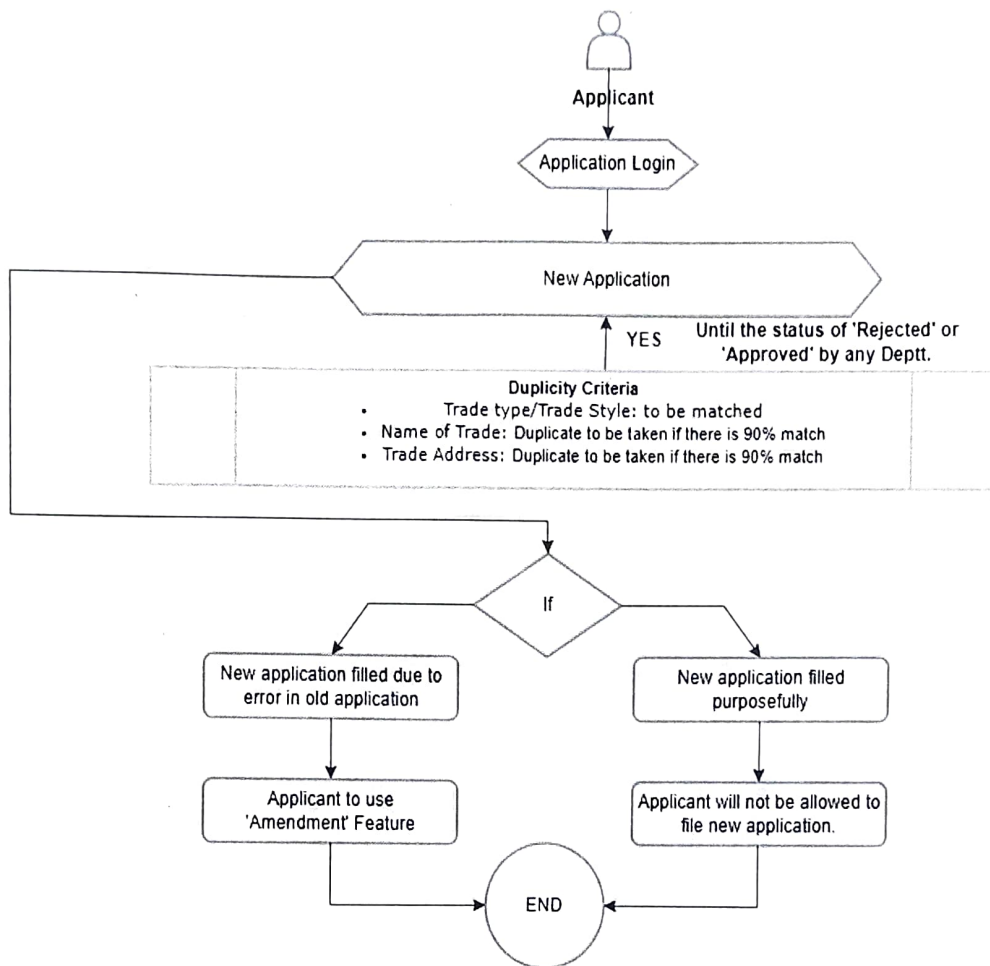 Applicant
Application Login
New Application
YES
Until the status of 'Rejected' or
'Approved' by any Deptt.
Duplicity Criteria
• Trade type/Trade Style: to be matched
• Name of Trade: Duplicate to be taken if there is 90% match
• Trade Address: Duplicate to be taken if there is 90% match
If
New application filled due to
error in old application
New application filled
purposefully
Applicant to use
'Amendment' Feature
Applicant will not be allowed to
file new application.
END